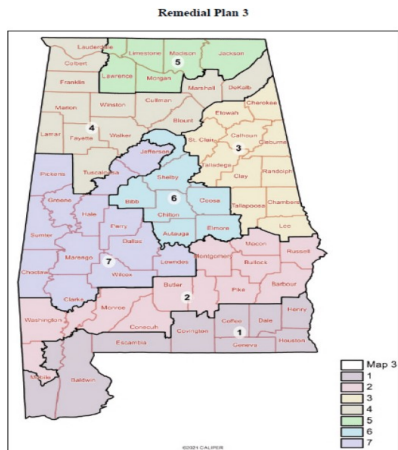 Remedial Plan 3
Lauderdale
Limestone
Madison
Jackson
Colbert
5
Lawrence
Morgan
Franklin
Marshall
DeKalb
Cherokee
Marion
Winston
Cullman
Etowah
Blount
4
Lamar
Fayette
Walker
St. Clair
Calhoun
Jefferson
3
Cleburne
Talladega
Pickens
Tuscaloosa
Shelby
Clay
Randolph
Greene
Bibb
6
Coosa
Tallapoosa
Chambers
Hale
Chilton
Sumter
Perry
Autauga
Elmore
Lee
Dallas
Macon
Marengo
7
Montgomery
Russell
Lowndes
Bullock
Choctaw
Wilcox
Clarke
Butler
Pike
Barbour
2
Monroe
Washington
Conecuh
Coffee
Dale
Henry
Covington
1
Escambia
Geneva
Houston
Mobile
Baldwin
Map 3
1
2
3
4
5
6
7
©2021 CALIPER